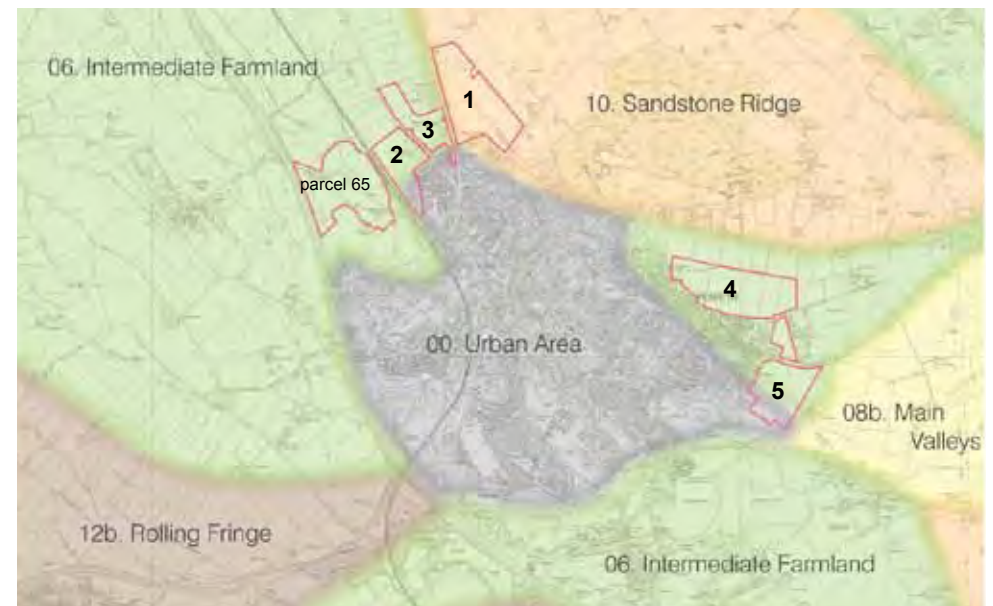 06. Intermediate Farmland
1
10. Sandstone Ridge
3
2
parcel 65
4
00. Urban Area
5
08b. Main
Valleys
12b. Rolling Fringe
06. Intermediate Farmland